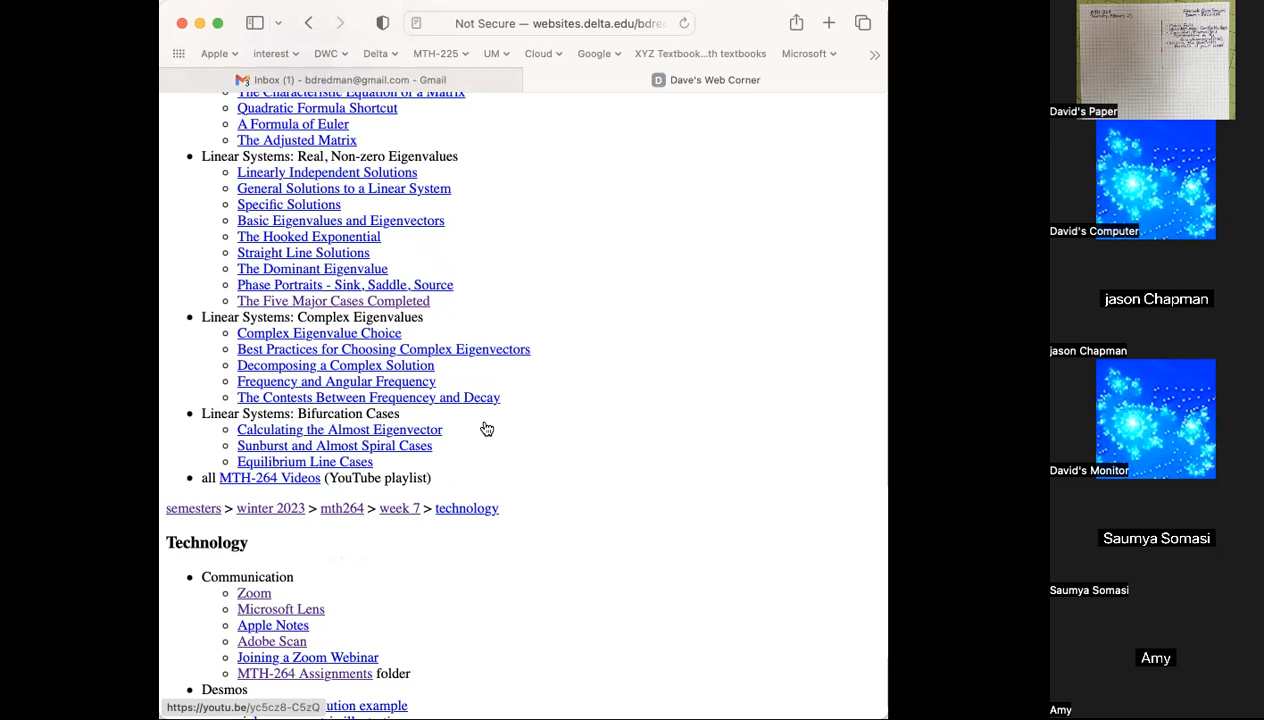 Not Secure — websites.delta.edu/bdre
Apple
interest
DWC
Delta
MTH-225
UM
Cloud
Google
XYZ Textbook...th textbooks
Microsoft
Inbox (1) - bdredman@gmail.com - Gmail
D Dave's Web Corner
The Characteristic Equation of a Matrix
Quadratic Formula Shortcut
A Formula of Euler
The Adjusted Matrix
Linear Systems: Real, Non-zero Eigenvalues
Linearly Independent Solutions
General Solutions to a Linear System
Specific Solutions
Basic Eigenvalues and Eigenvectors
The Hooked Exponential
Straight Line Solutions
The Dominant Eigenvalue
Phase Portraits - Sink, Saddle, Source
The Five Major Cases Completed
Linear Systems: Complex Eigenvalues
Complex Eigenvalue Choice
Best Practices for Choosing Complex Eigenvectors
Decomposing a Complex Solution
Frequency and Angular Frequency
The Contests Between Frequencey and Decay
Linear Systems: Bifurcation Cases
Calculating the Almost Eigenvector
Sunburst and Almost Spiral Cases
Equilibrium Line Cases
all MTH-264 Videos (YouTube playlist)
semesters > winter 2023 > mth264 > week 7 > technology
Technology
Communication
Zoom
Microsoft Lens
Apple Notes
Adobe Scan
Joining a Zoom Webinar
MTH-264 Assignments folder
Desmos
ution example
https://youtu.be/yc5cz8-C5zQ
David's Paper
David's Computer
jason Chapman
jason Chapman
David's Monitor
Saumya Somasi
Saumya Somasi
Amy
Amy